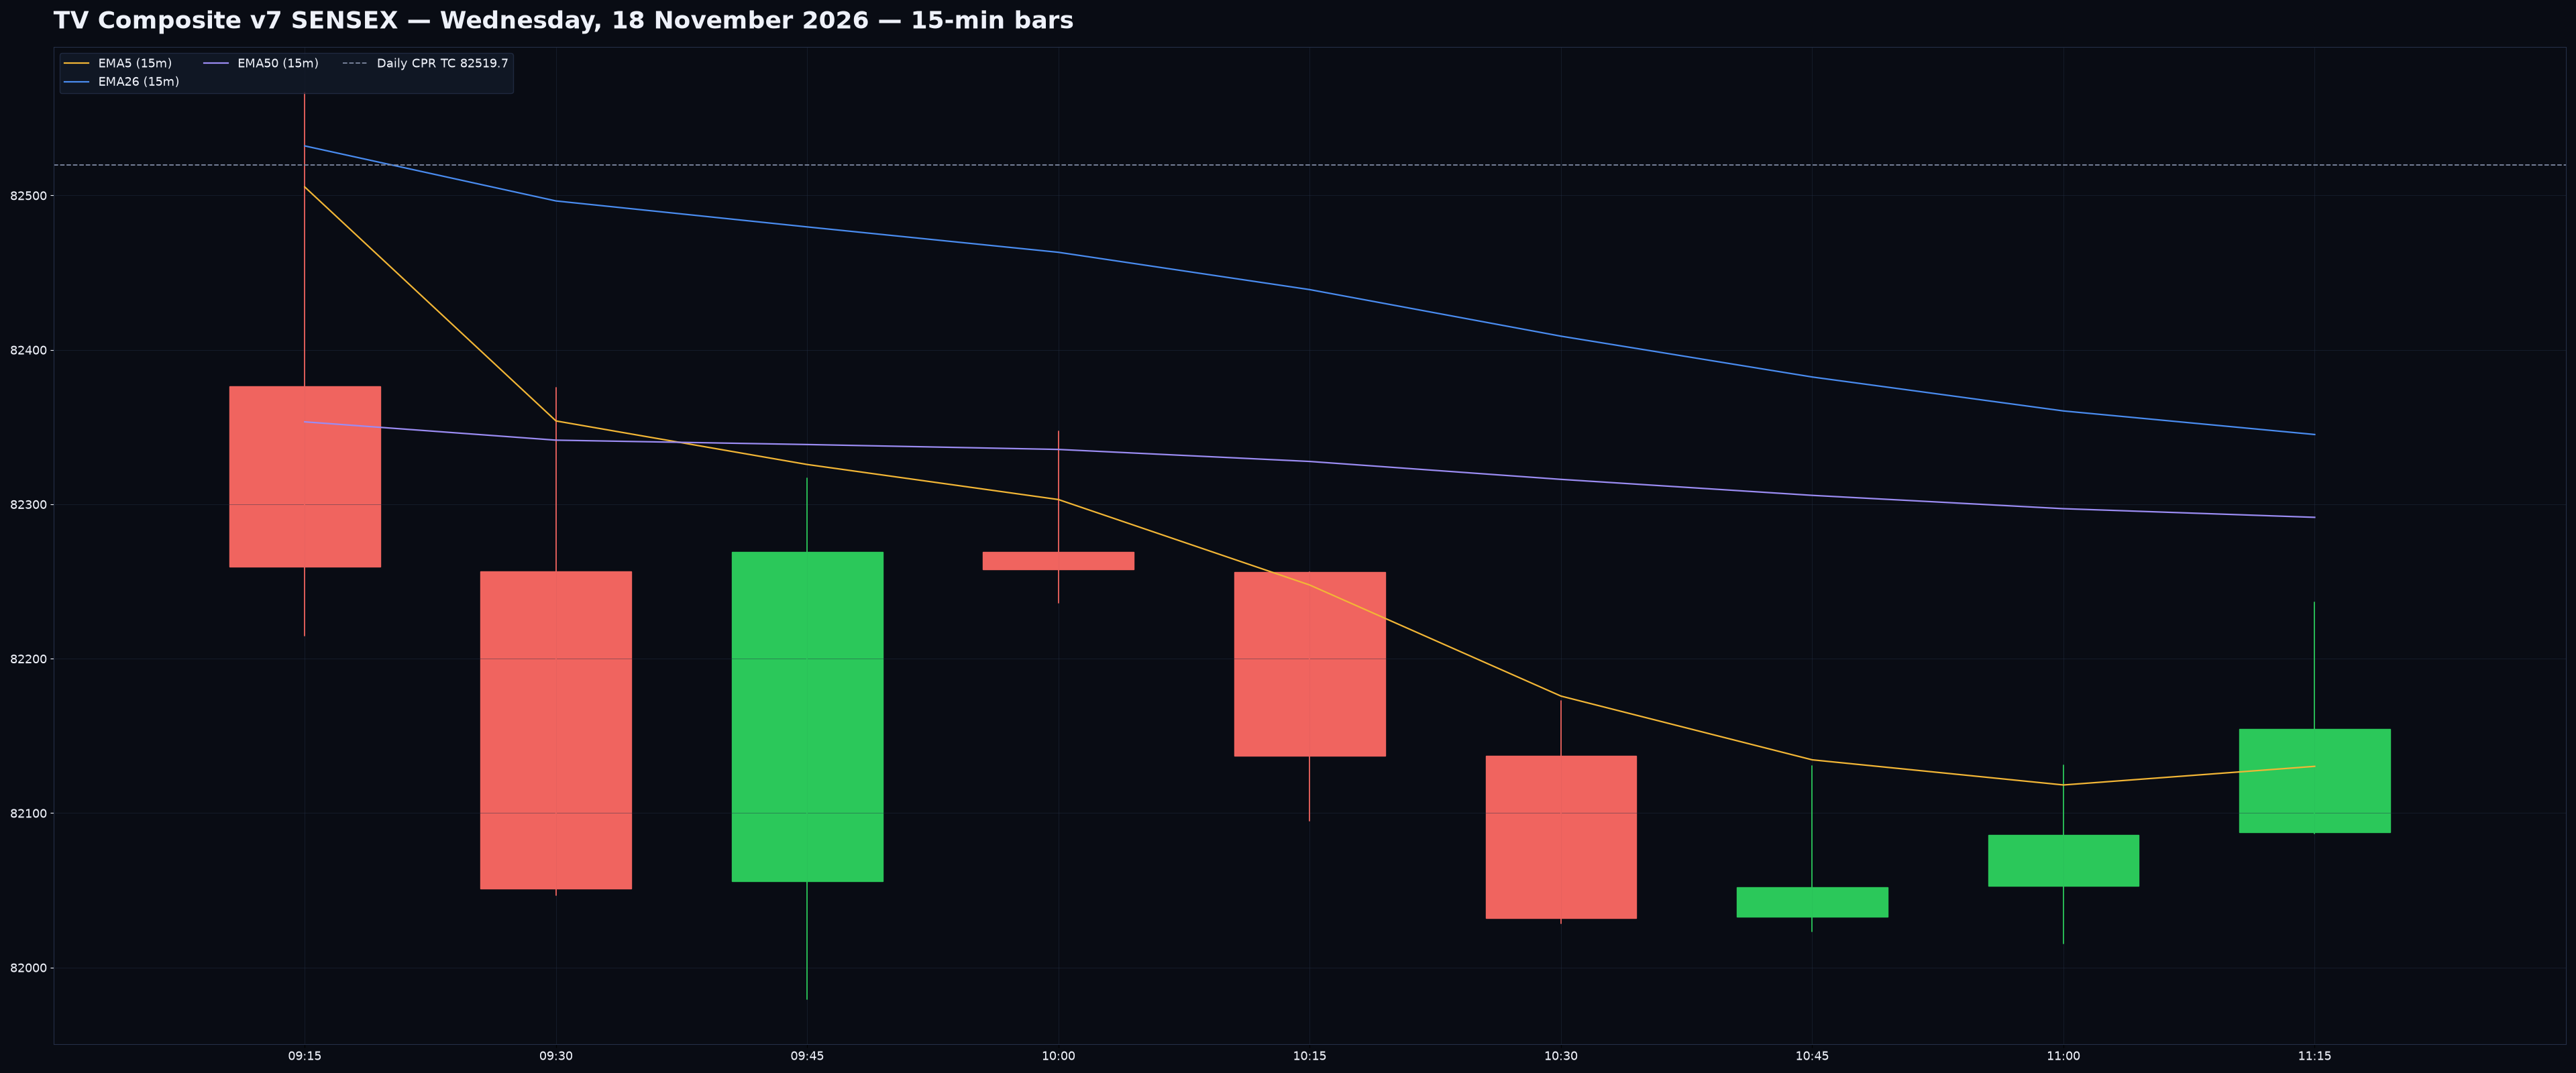 TV Composite v7 SENSEX — Wednesday, 18 November 2026 — 15-min bars
EMA5 (15m) EMA50 (15m) Daily CPR TC 82519.7
EMA26 (15m)
82500
82400
82300
82200
82100
82000
09:15 09:30 09:45 10:00 10:15 10:30 10:45 11:00 11:15